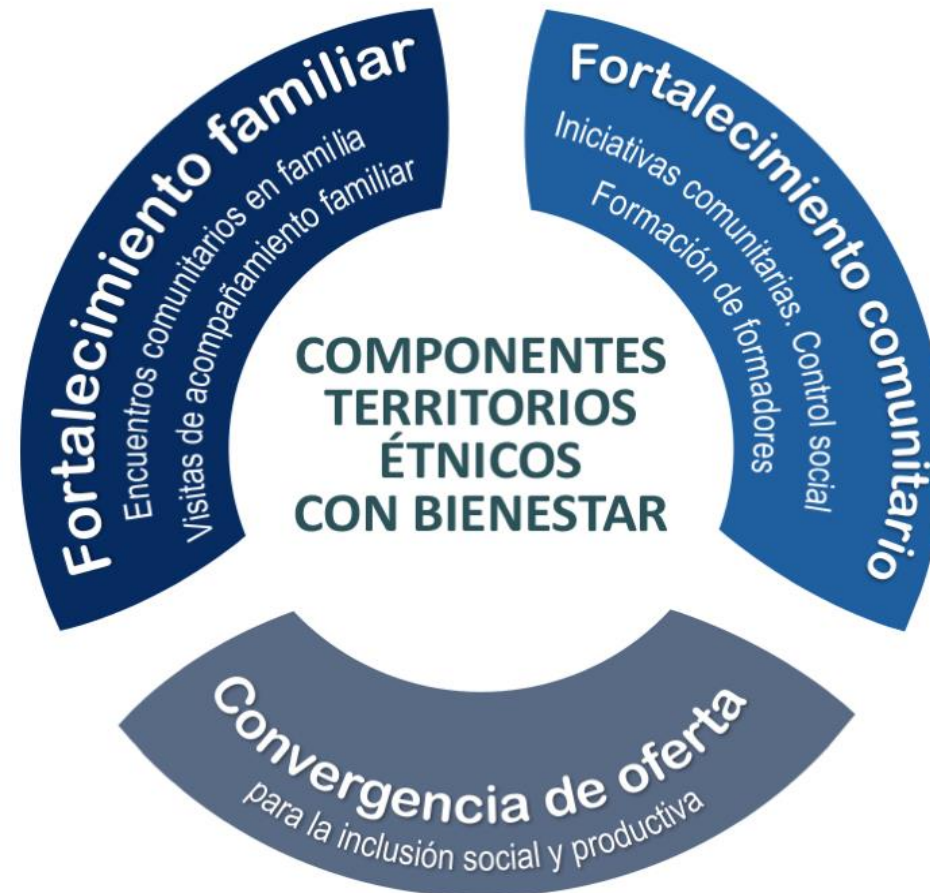 Fortalecimiento familiar
Encuentros comunitarios en familia
Visitas de acompañamiento familiar
Fortalecimiento comunitario
Iniciativas comunitarias. Control social
Formación de formadores
COMPONENTES
TERRITORIOS
ÉTNICOS
CON BIENESTAR
Convergencia de oferta
para la inclusión social y productiva